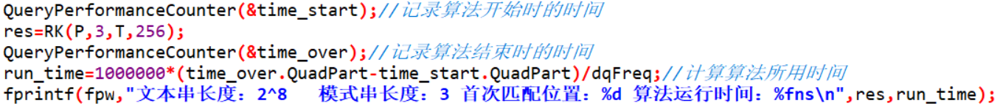 QueryPerformanceCounter(&time_start);//记录算法开始时的时间
res=RK(P,3,T,256);
QueryPerformanceCounter(&time_over);//记录算法结束时的时间
run_time=1000000*(time_over.QuadPart-time_start.QuadPart)/dqFreq;//计算算法所用时间
fprintf(fpw,"文本串长度：2^8   模式串长度：3 首次匹配位置：%d 算法运行时间：%fns\n",res,run_time);